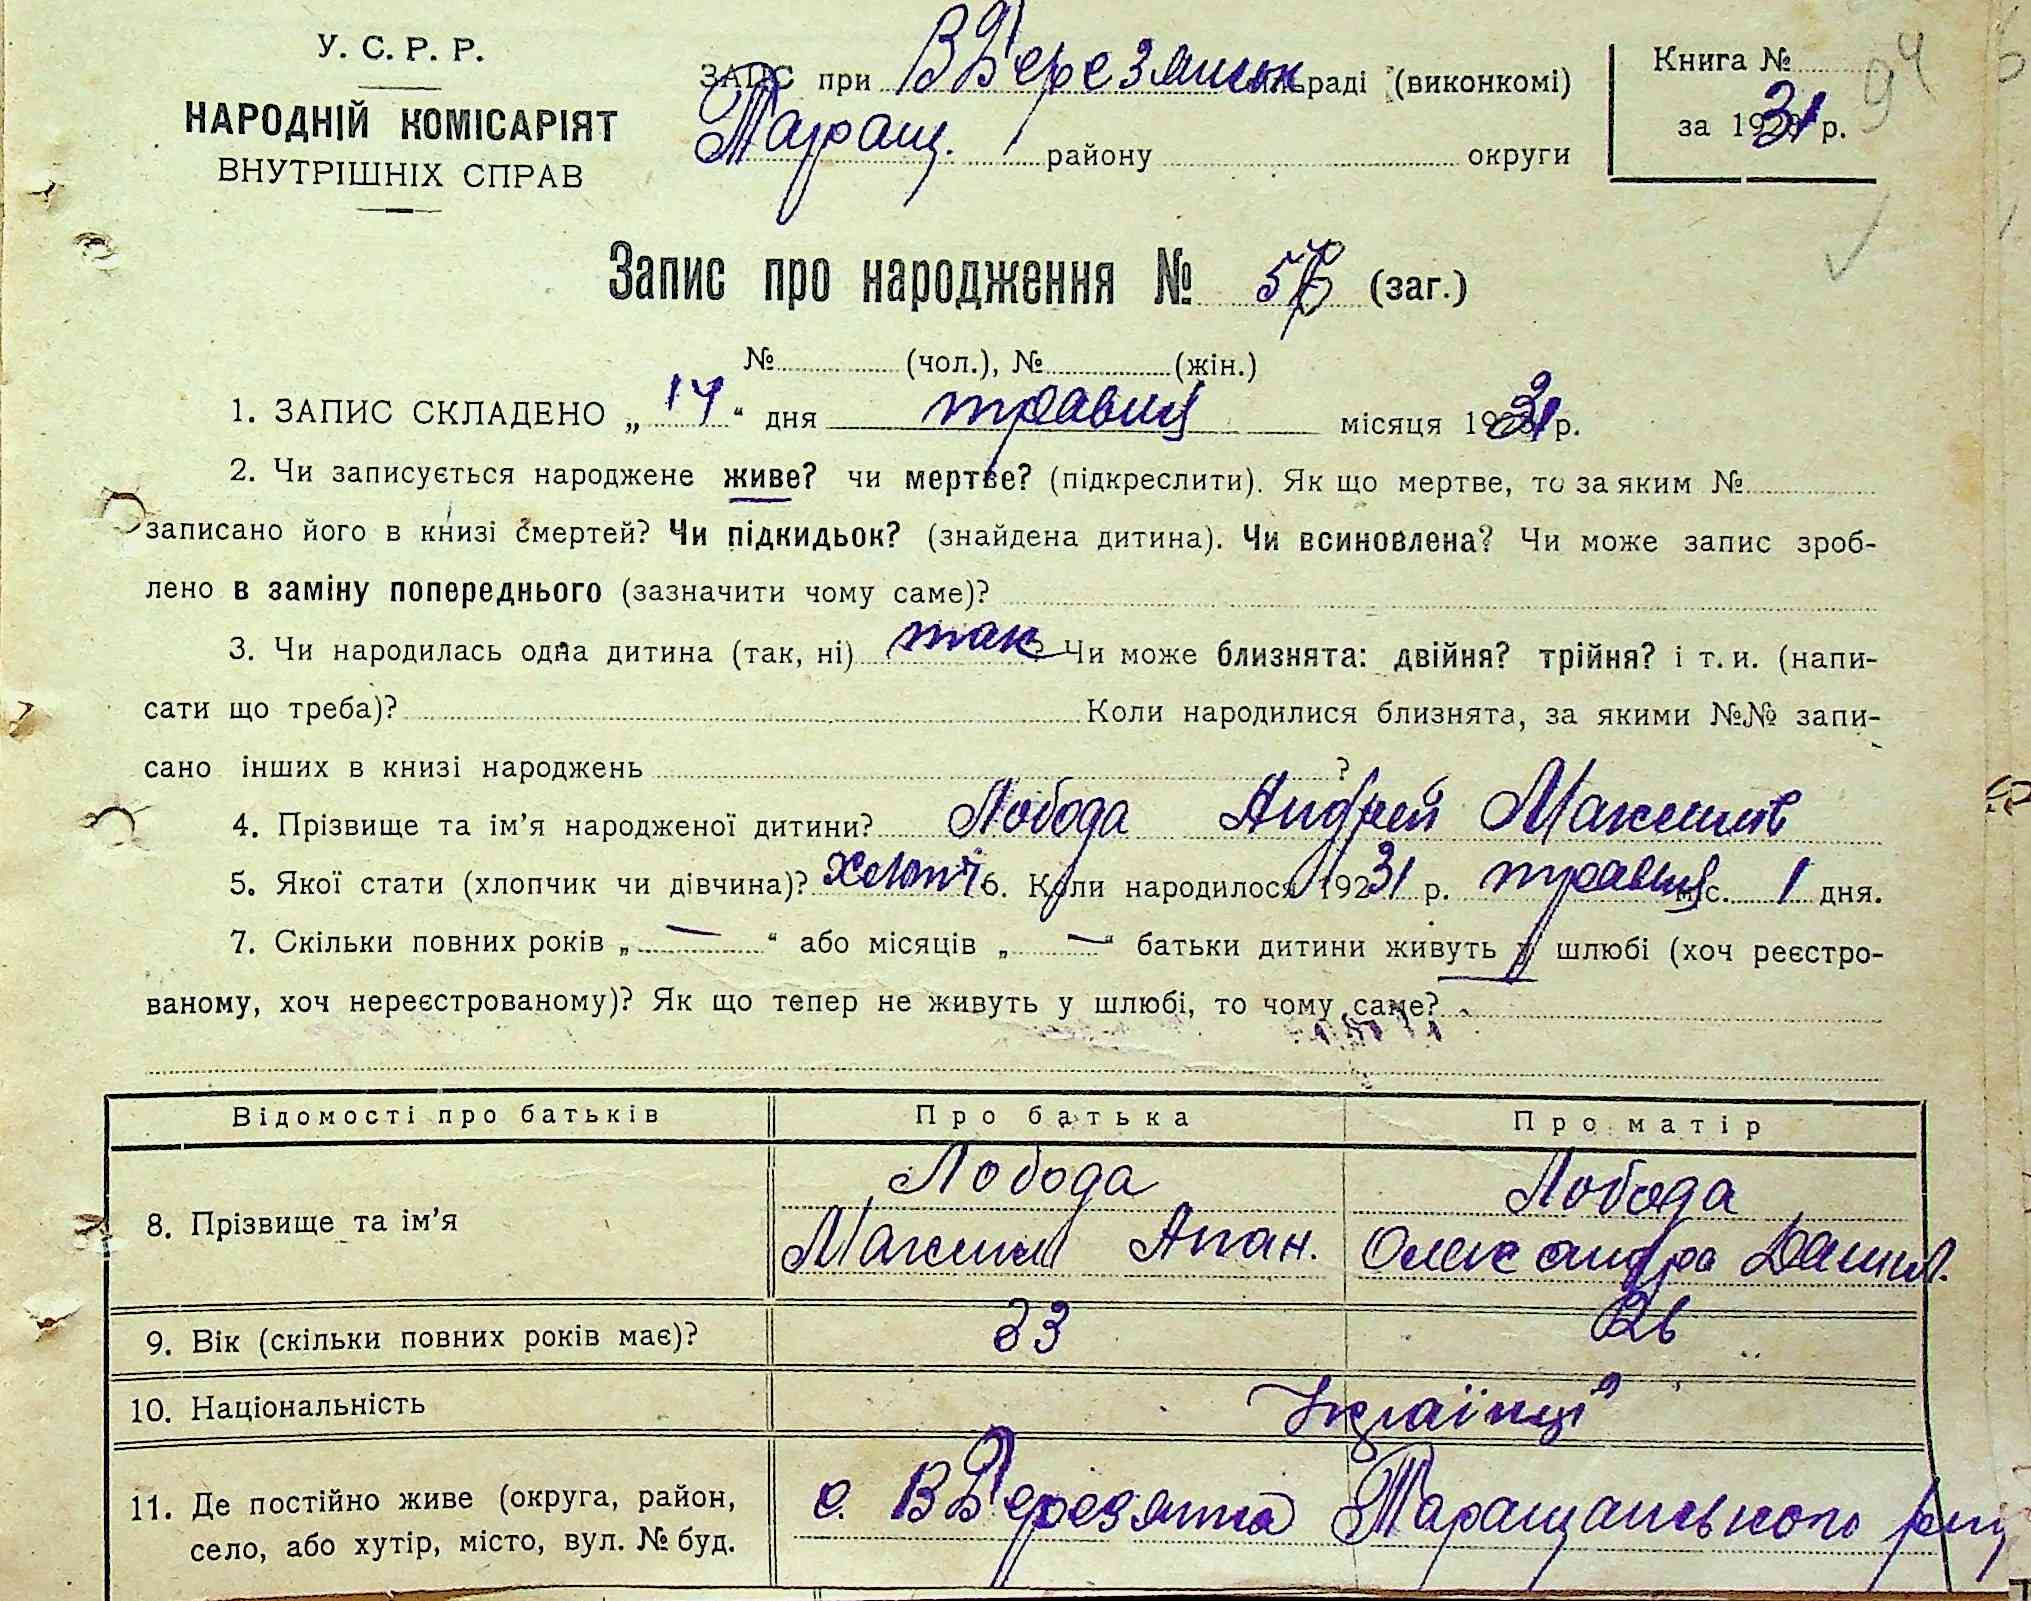 У. С. Р. Р.
НАРОДНІЙ КОМІСАРІЯТ
ВНУТРІШНІХ СПРАВ
ЗАПИС при В Березянськ сільраді (виконкомі)
Таращ. району округи
Книга №
94
за 1931 р.
Запис про народження № 57 (заг.)
№ (чол.), № (жін.)
1. ЗАПИС СКЛАДЕНО „ 14 “ дня травня місяця 1931 р.
2. Чи записується народжене живе? чи мертве? (підкреслити). Як що мертве, то за яким №
записано його в книзі смертей? Чи підкидьок? (знайдена дитина). Чи всиновлена? Чи може запис зроб-
лено в заміну попереднього (зазначити чому саме)?
3. Чи народилась одна дитина (так, ні) так Чи може близнята: двійня? трійня? і т. и. (напи-
сати що треба)? Коли народилися близнята, за якими №№ запи-
сано інших в книзі народжень ?
4. Прізвище та ім’я народженої дитини? Лобода Андрей Максимів
5. Якої стати (хлопчик чи дівчина)? хлопч 6. Коли народилося 1931 р. травня міс. 1 дня.
7. Скільки повних років „ — “ або місяців „ — “ батьки дитини живуть у шлюбі (хоч реєстро-
ваному, хоч нереєстрованому)? Як що тепер не живуть у шлюбі, то чому саме?
Відомості про батьків Про батька Про матір
8. Прізвище та ім’я Лобода Максим Апан. Лобода Олександра Данил.
9. Вік (скільки повних років має)? 33 26
10. Національність Українці
11. Де постійно живе (округа, район, с. В Березянка Таращанського
село, або хутір, місто, вул. № буд.